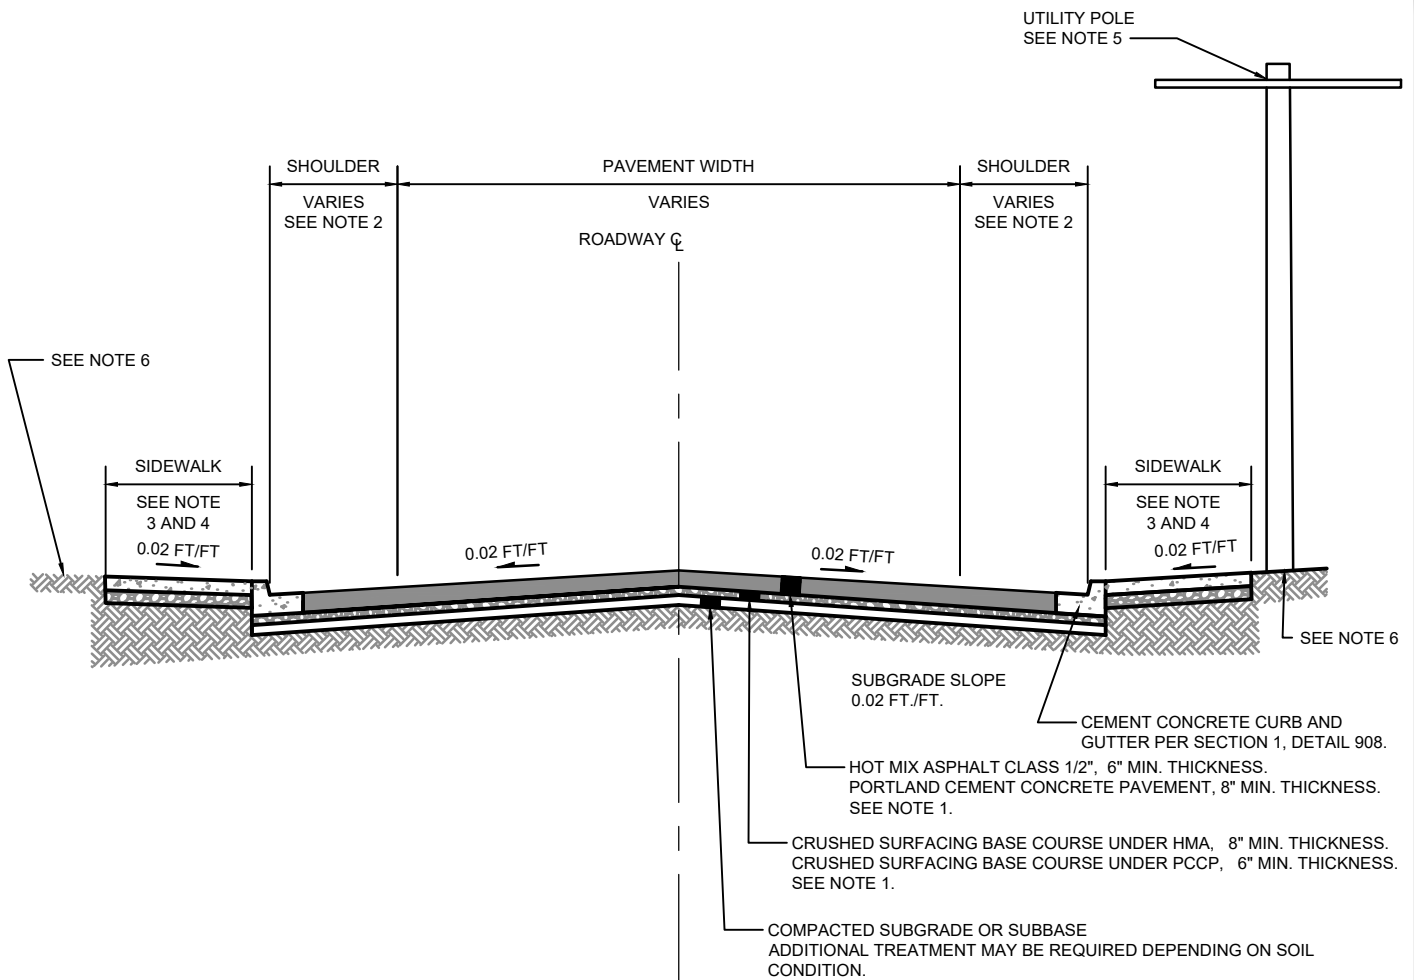 UTILITY POLE
SEE NOTE 5
SHOULDER
VARIES
SEE NOTE 2
PAVEMENT WIDTH
VARIES
SHOULDER
VARIES
SEE NOTE 2
ROADWAY ℄
SEE NOTE 6
SIDEWALK
SEE NOTE
3 AND 4
0.02 FT/FT
0.02 FT/FT
0.02 FT/FT
SIDEWALK
SEE NOTE
3 AND 4
0.02 FT/FT
SEE NOTE 6
SUBGRADE SLOPE
0.02 FT./FT.
CEMENT CONCRETE CURB AND
GUTTER PER SECTION 1, DETAIL 908.
HOT MIX ASPHALT CLASS 1/2", 6" MIN. THICKNESS.
PORTLAND CEMENT CONCRETE PAVEMENT, 8" MIN. THICKNESS.
SEE NOTE 1.
CRUSHED SURFACING BASE COURSE UNDER HMA, 8" MIN. THICKNESS.
CRUSHED SURFACING BASE COURSE UNDER PCCP, 6" MIN. THICKNESS.
SEE NOTE 1.
COMPACTED SUBGRADE OR SUBBASE
ADDITIONAL TREATMENT MAY BE REQUIRED DEPENDING ON SOIL
CONDITION.